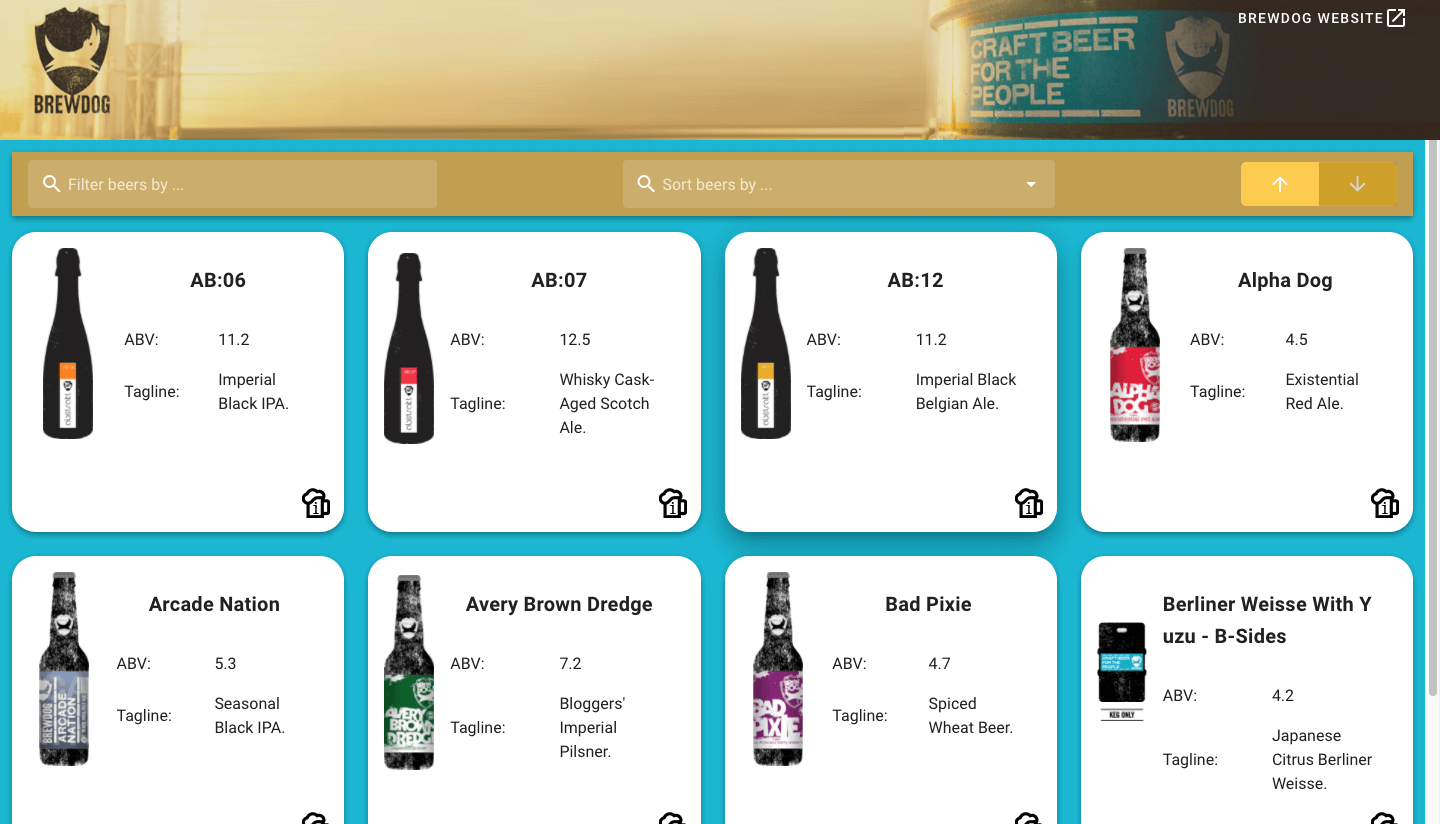 BREWDOG
CRAFT BEER
FOR THE
PEOPLE
BREWDOG
BREWDOG WEBSITE
Filter beers by ...
Sort beers by ...
AB:06
ABV: 11.2
Tagline: Imperial
Black IPA.
AB:07
ABV: 12.5
Tagline: Whisky Cask-
Aged Scotch
Ale.
AB:12
ABV: 11.2
Tagline: Imperial Black
Belgian Ale.
ALPHA
DOG
Alpha Dog
ABV: 4.5
Tagline: Existential
Red Ale.
BREWDOG
ARCADE
NATION
Arcade Nation
ABV: 5.3
Tagline: Seasonal
Black IPA.
AVERY
BROWN
DREDGE
Avery Brown Dredge
ABV: 7.2
Tagline: Bloggers'
Imperial
Pilsner.
BAD
PIXIE
Bad Pixie
ABV: 4.7
Tagline: Spiced
Wheat Beer.
CRAFT BEER
FOR THE
PEOPLE
KEG ONLY
Berliner Weisse With Y
uzu - B-Sides
ABV: 4.2
Tagline: Japanese
Citrus Berliner
Weisse.